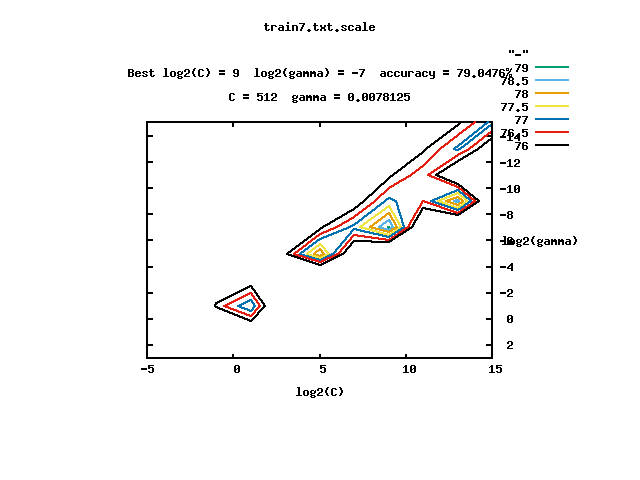 train7.txt.scale
"-"
Best log2(C) = 9  log2(gamma) = -7  accuracy = 79.0476%
79
78.5
C = 512  gamma = 0.0078125
78
77.5
77
76.5
76
-14
-12
-10
-8
-6
log2(gamma)
-4
-2
0
2
-5 0 5 10 15
log2(C)